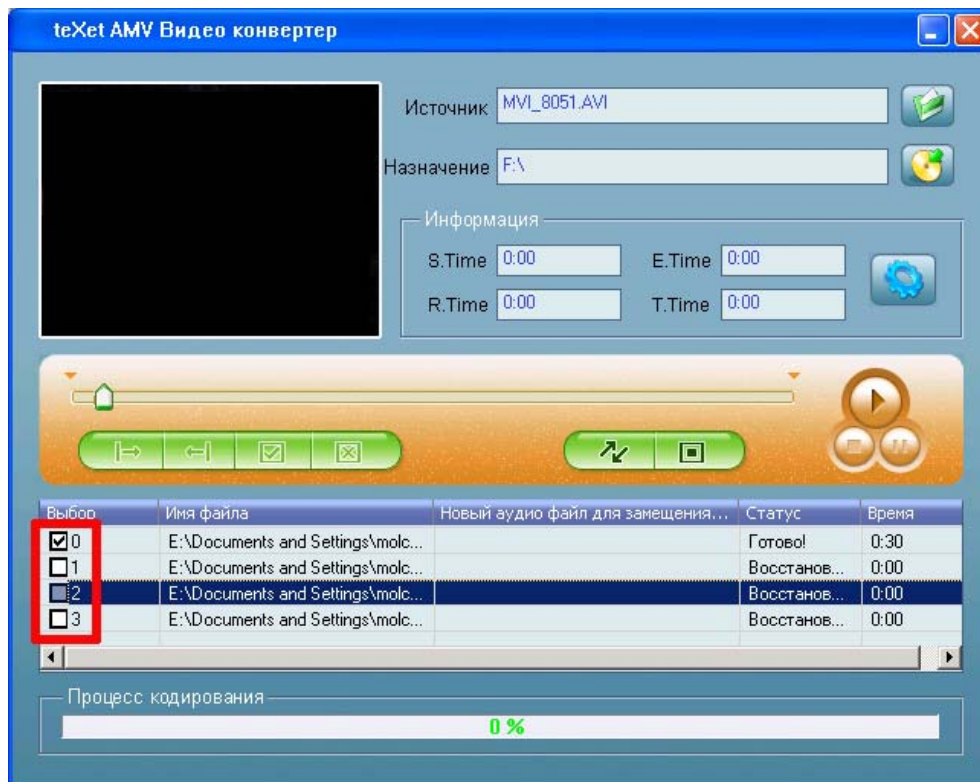 teXet AMV Видео конвертер
Источник MVI_8051.AVI
Назначение F:\
Информация
S.Time 0:00 E.Time 0:00
R.Time 0:00 T.Time 0:00
Выбор Имя файла Новый аудио файл для замещения... Статус Время
0 E:\Documents and Settings\molc... Готово! 0:30
1 E:\Documents and Settings\molc... Восстанов... 0:00
2 E:\Documents and Settings\molc... Восстанов... 0:00
3 E:\Documents and Settings\molc... Восстанов... 0:00
Процесс кодирования
0 %